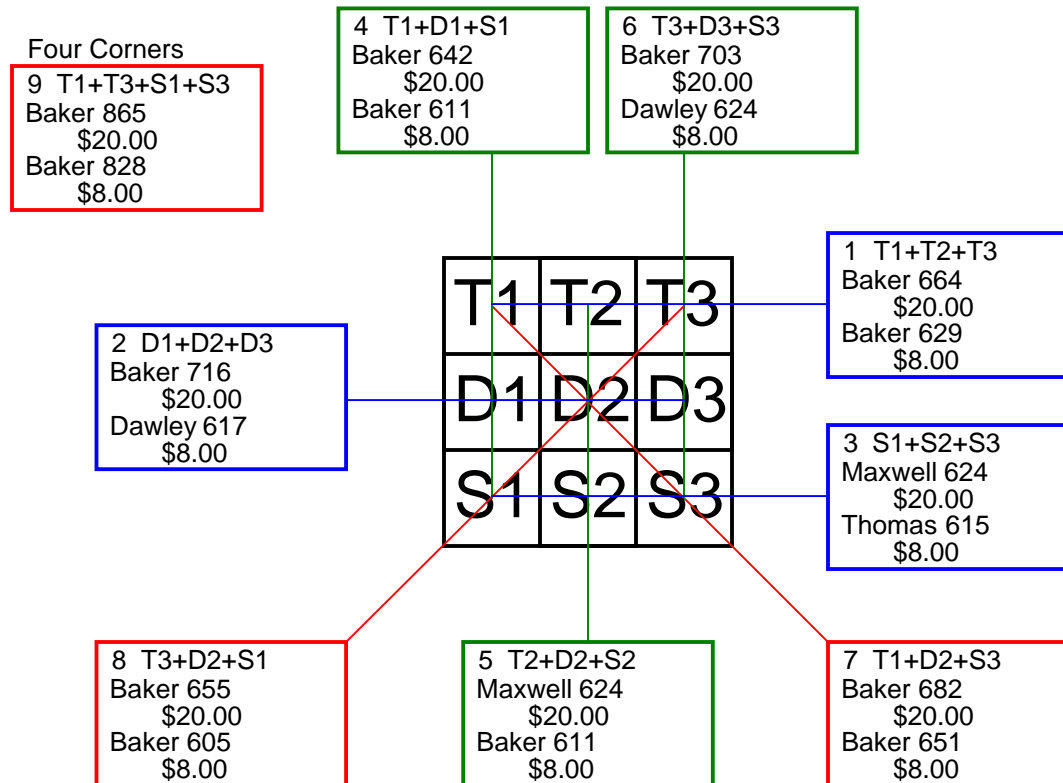 Four Corners
9 T1+T3+S1+S3
Baker 865
$20.00
Baker 828
$8.00
4 T1+D1+S1
Baker 642
$20.00
Baker 611
$8.00
6 T3+D3+S3
Baker 703
$20.00
Dawley 624
$8.00
1 T1+T2+T3
Baker 664
$20.00
Baker 629
$8.00
2 D1+D2+D3
Baker 716
$20.00
Dawley 617
$8.00
T1 T2 T3
D1 D2 D3
S1 S2 S3
3 S1+S2+S3
Maxwell 624
$20.00
Thomas 615
$8.00
8 T3+D2+S1
Baker 655
$20.00
Baker 605
$8.00
5 T2+D2+S2
Maxwell 624
$20.00
Baker 611
$8.00
7 T1+D2+S3
Baker 682
$20.00
Baker 651
$8.00